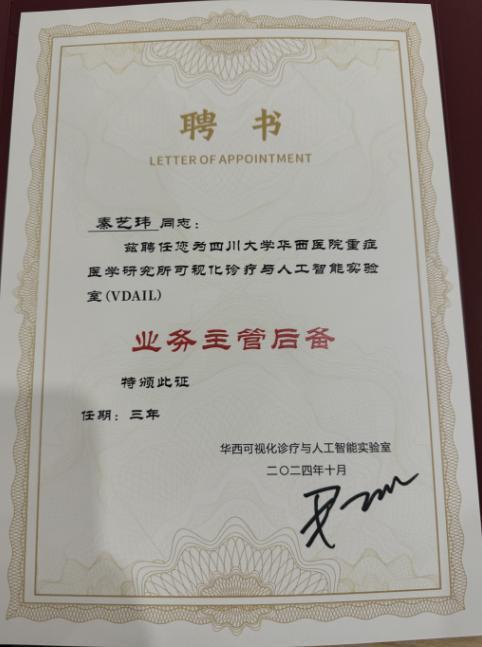 聘书
LETTER OF APPOINTMENT
秦艺玮 同志：
兹聘任您为四川大学华西医院重症
医学研究所可视化诊疗与人工智能实验
室(VDAIL)
业务主管后备
特颁此证
任期：三年
华西可视化诊疗与人工智能实验室
二〇二四年十月